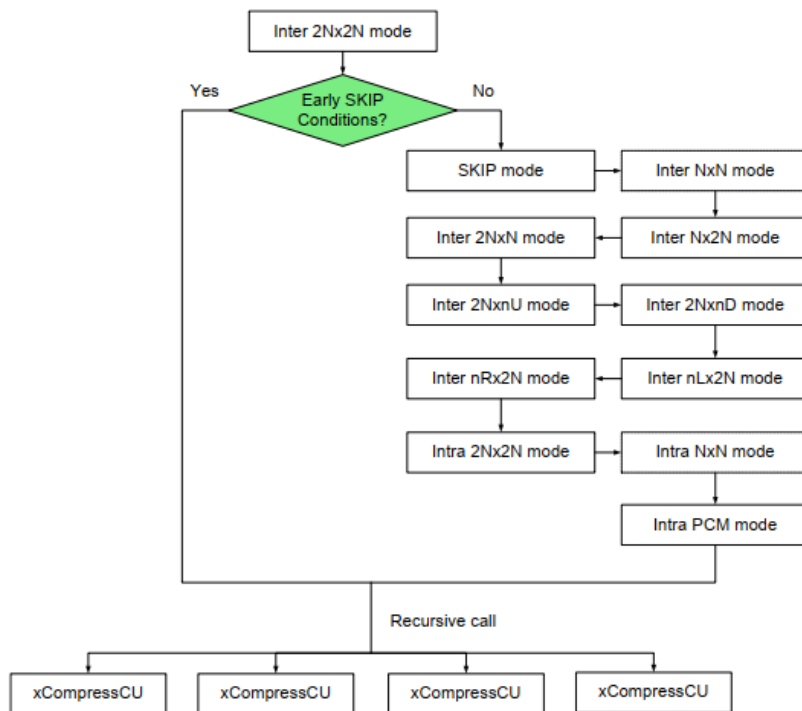 Inter 2Nx2N mode
Yes
Early SKIP
Conditions?
No
SKIP mode
Inter NxN mode
Inter 2NxN mode
Inter Nx2N mode
Inter 2NxnU mode
Inter 2NxnD mode
Inter nRx2N mode
Inter nLx2N mode
Intra 2Nx2N mode
Intra NxN mode
Intra PCM mode
Recursive call
xCompressCU
xCompressCU
xCompressCU
xCompressCU